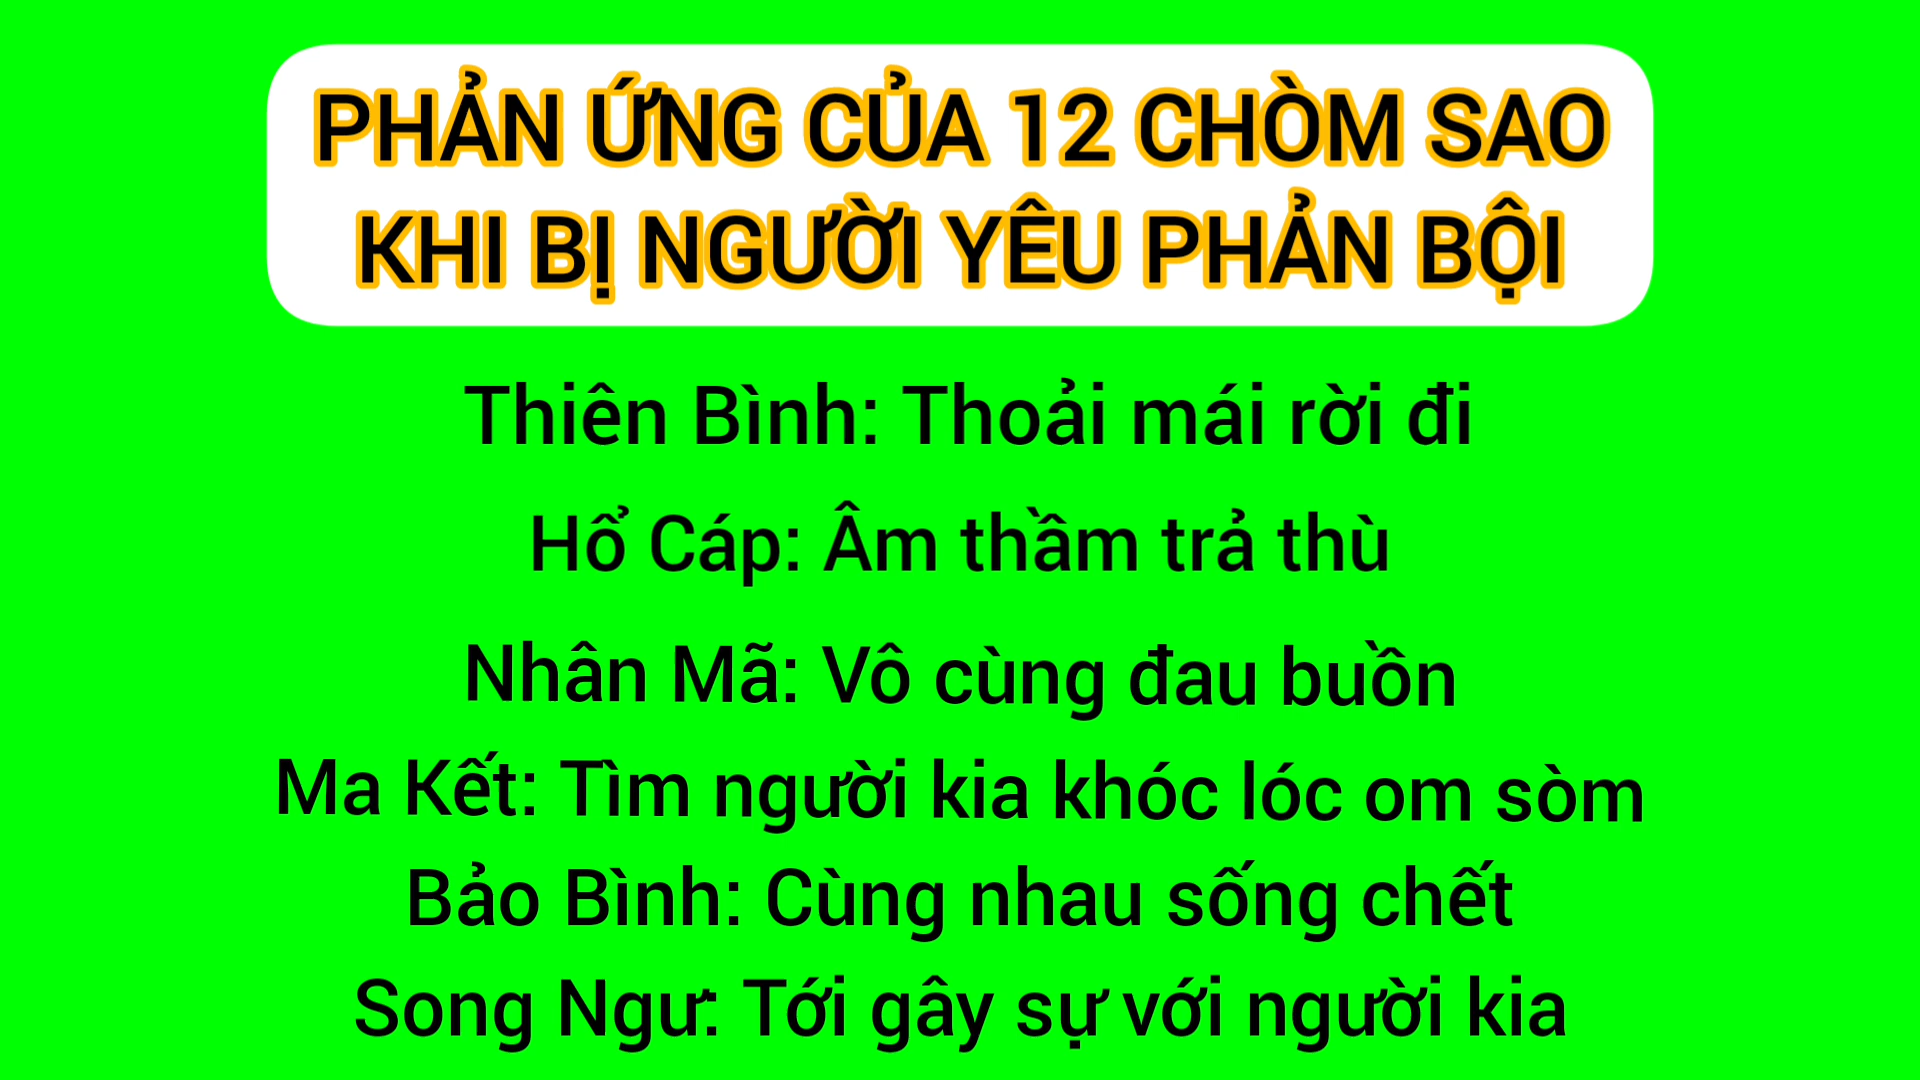 PHẢN ỨNG CỦA 12 CHÒM SAO
KHI BỊ NGƯỜI YÊU PHẢN BỘI
Thiên Bình: Thoải mái rời đi
Hổ Cáp: Âm thầm trả thù
Nhân Mã: Vô cùng đau buồn
Ma Kết: Tìm người kia khóc lóc om sòm
Bảo Bình: Cùng nhau sống chết
Song Ngư: Tới gây sự với người kia